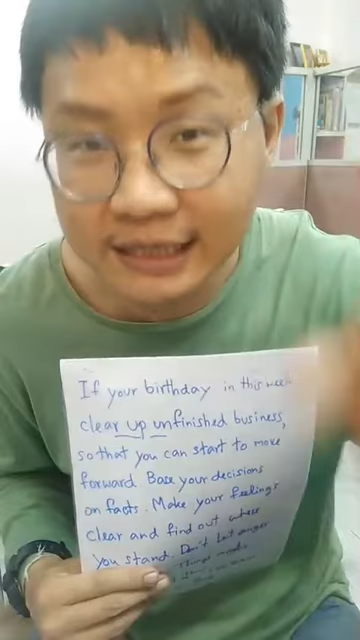 If your birthday in this week
clear up unfinished business,
so that you can start to move
forward. Base your decisions
on facts. Make your feelings
clear and find out where
you stand. Don't let anger